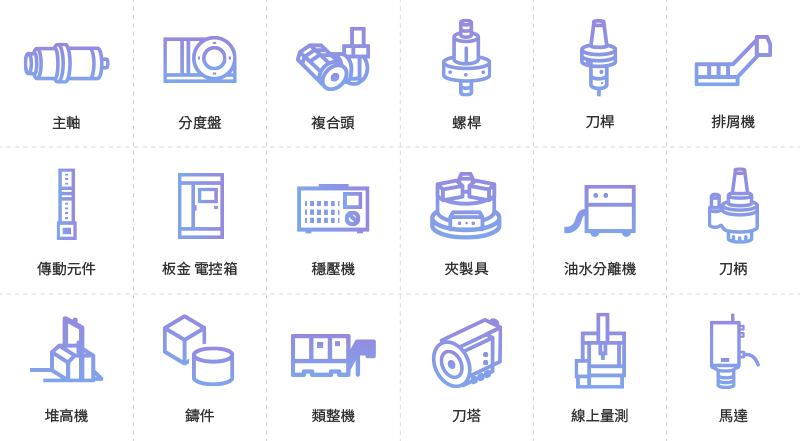 主軸
分度盤
複合頭
螺桿
刀桿
排屑機
傳動元件
板金 電控箱
穩壓機
夾製具
油水分離機
刀柄
堆高機
鑄件
類整機
刀塔
線上量測
馬達